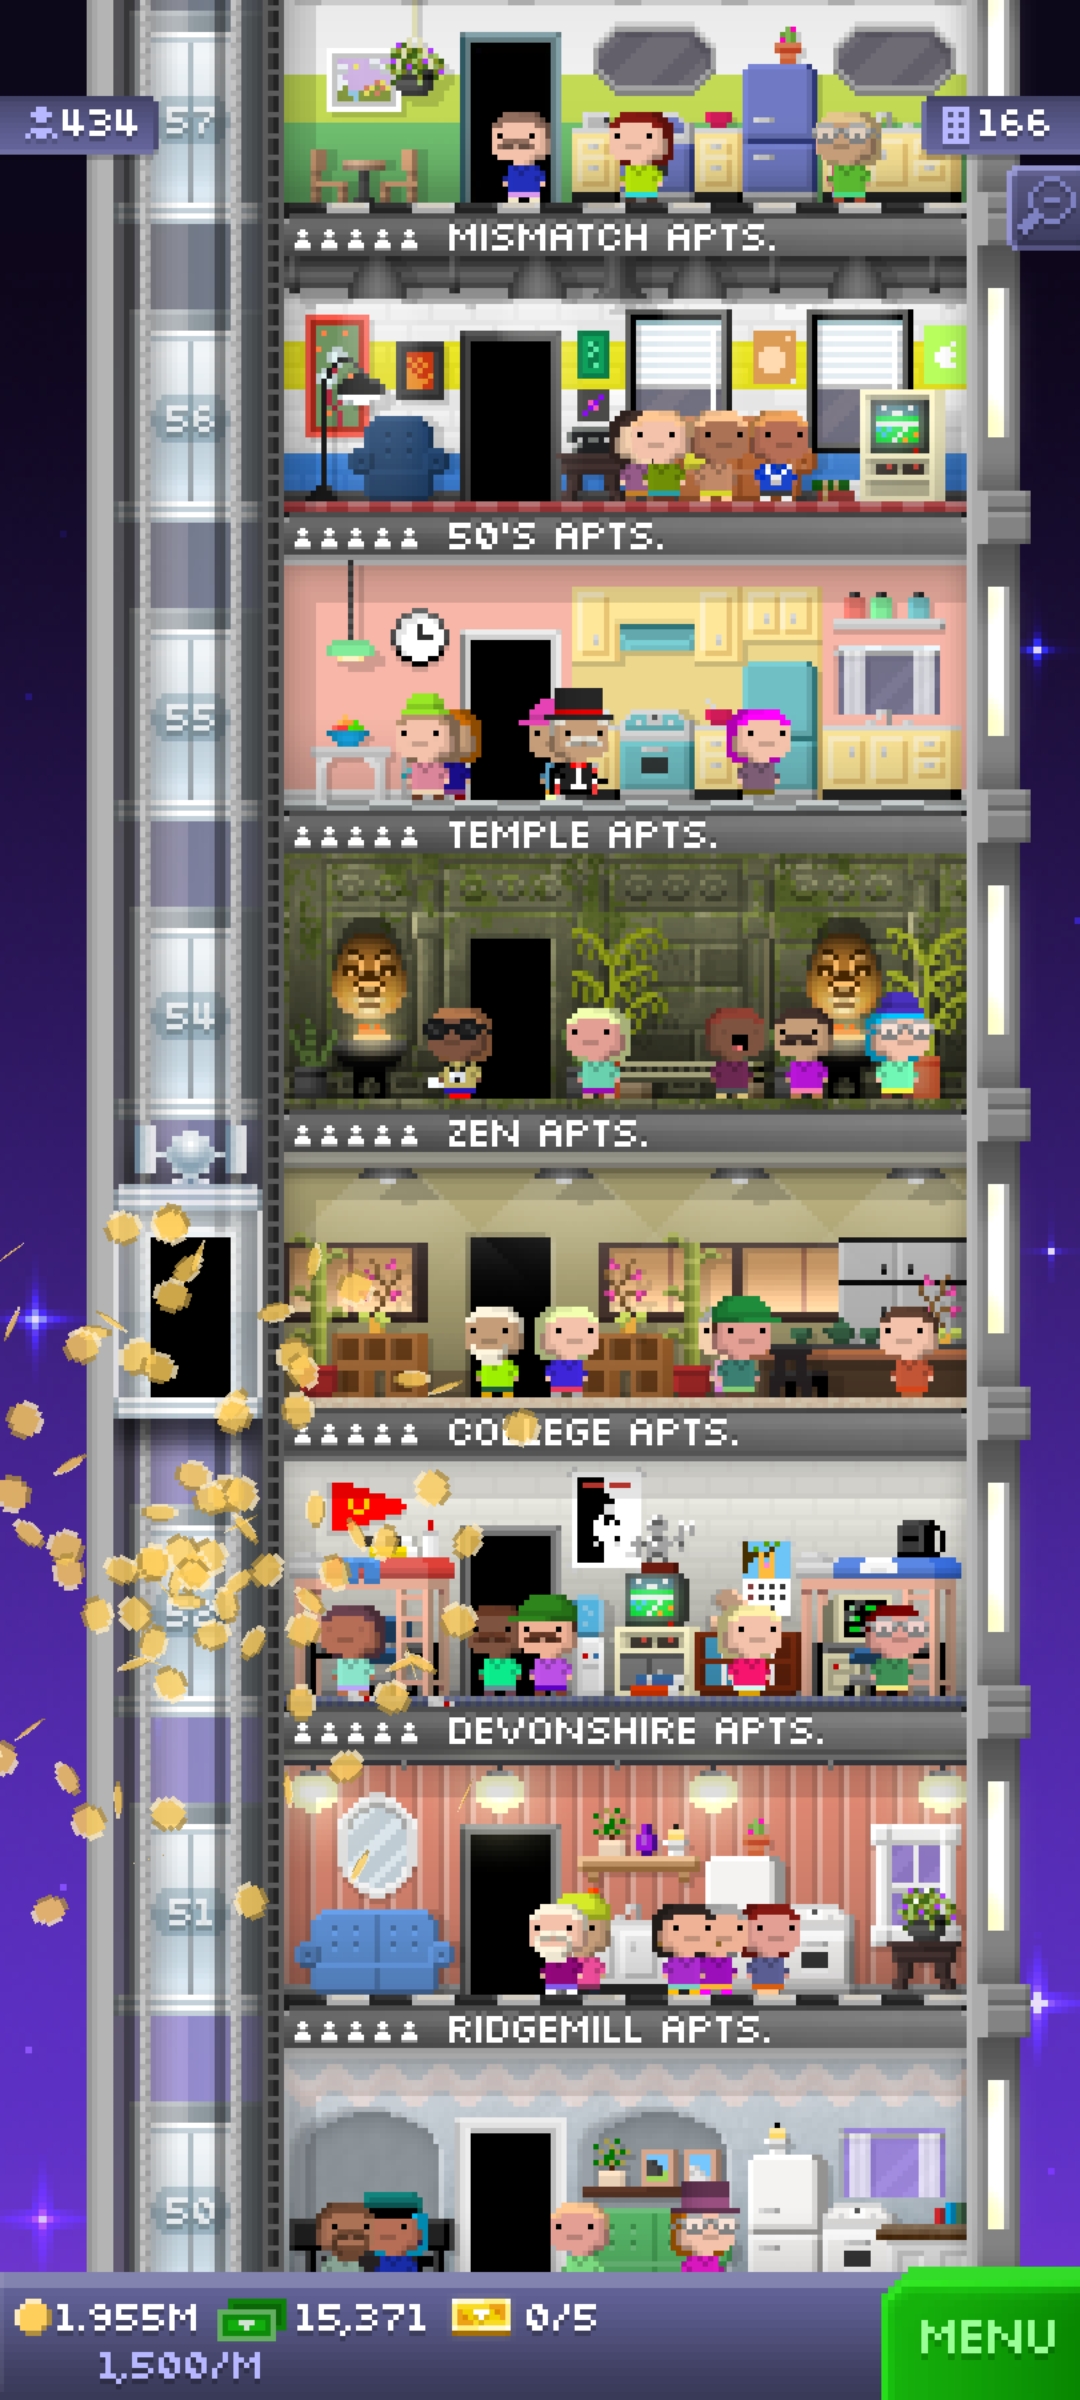 434
57
166
MISMATCH APTS.
56
50'S APTS.
55
TEMPLE APTS.
54
ZEN APTS.
COLLEGE APTS.
52
DEVONSHIRE APTS.
51
RIDGEMILL APTS.
50
1.955M
15,371
0/5
MENU
1,500/M